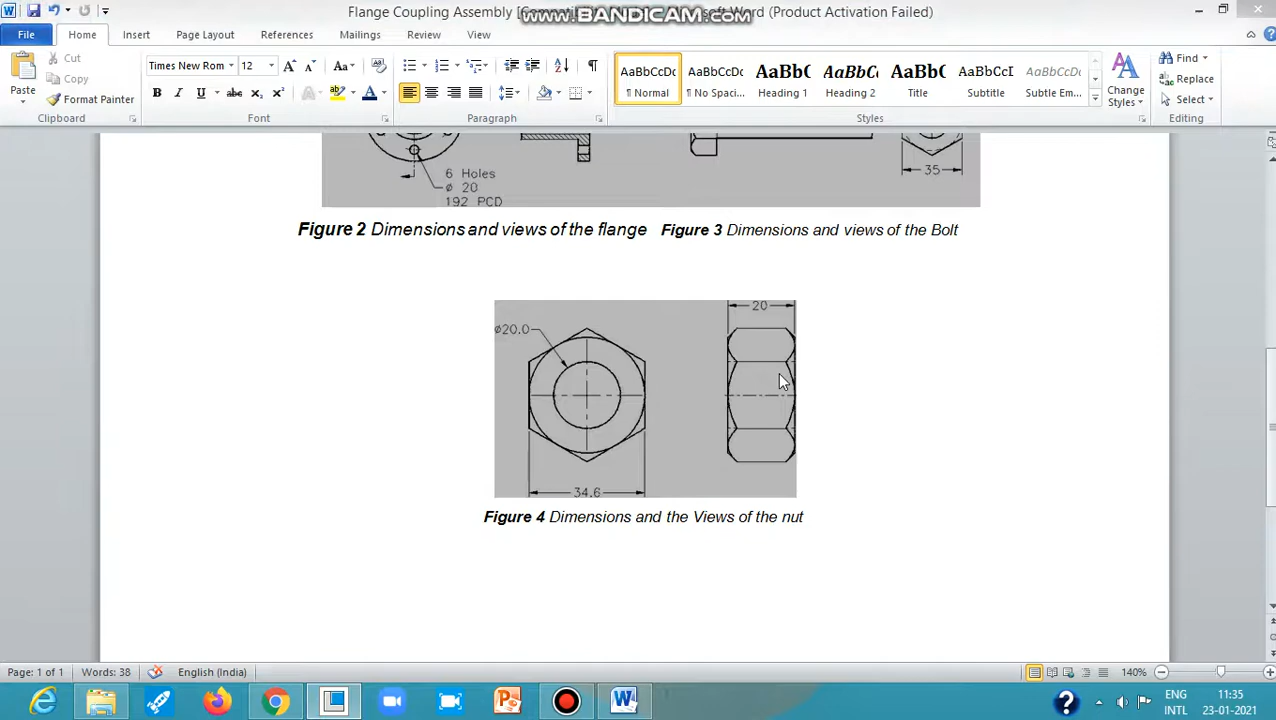 Flange Coupling Assembly [
www.BANDICAM.com
soft Word (Product Activation Failed)
File Home Insert Page Layout References Mailings Review View
Cut
Copy
Format Painter
Paste
Times New Rom 12
AaBbCcDc AaBbCcDc AaBbC AaBbCc AaBbC AaBbCcI AaBbCcDc
¶ Normal ¶ No Spaci... Heading 1 Heading 2 Title Subtitle Subtle Em...
Change Styles
Find
Replace
Select
Clipboard Font Paragraph Styles Editing
6 Holes
ø 20
192 PCD
35
Figure 2 Dimensions and views of the flange Figure 3 Dimensions and views of the Bolt
ø20.0
20
34.6
Figure 4 Dimensions and the Views of the nut
Page: 1 of 1 Words: 38 English (India) 140%
ENG
INTL
11:35
23-01-2021